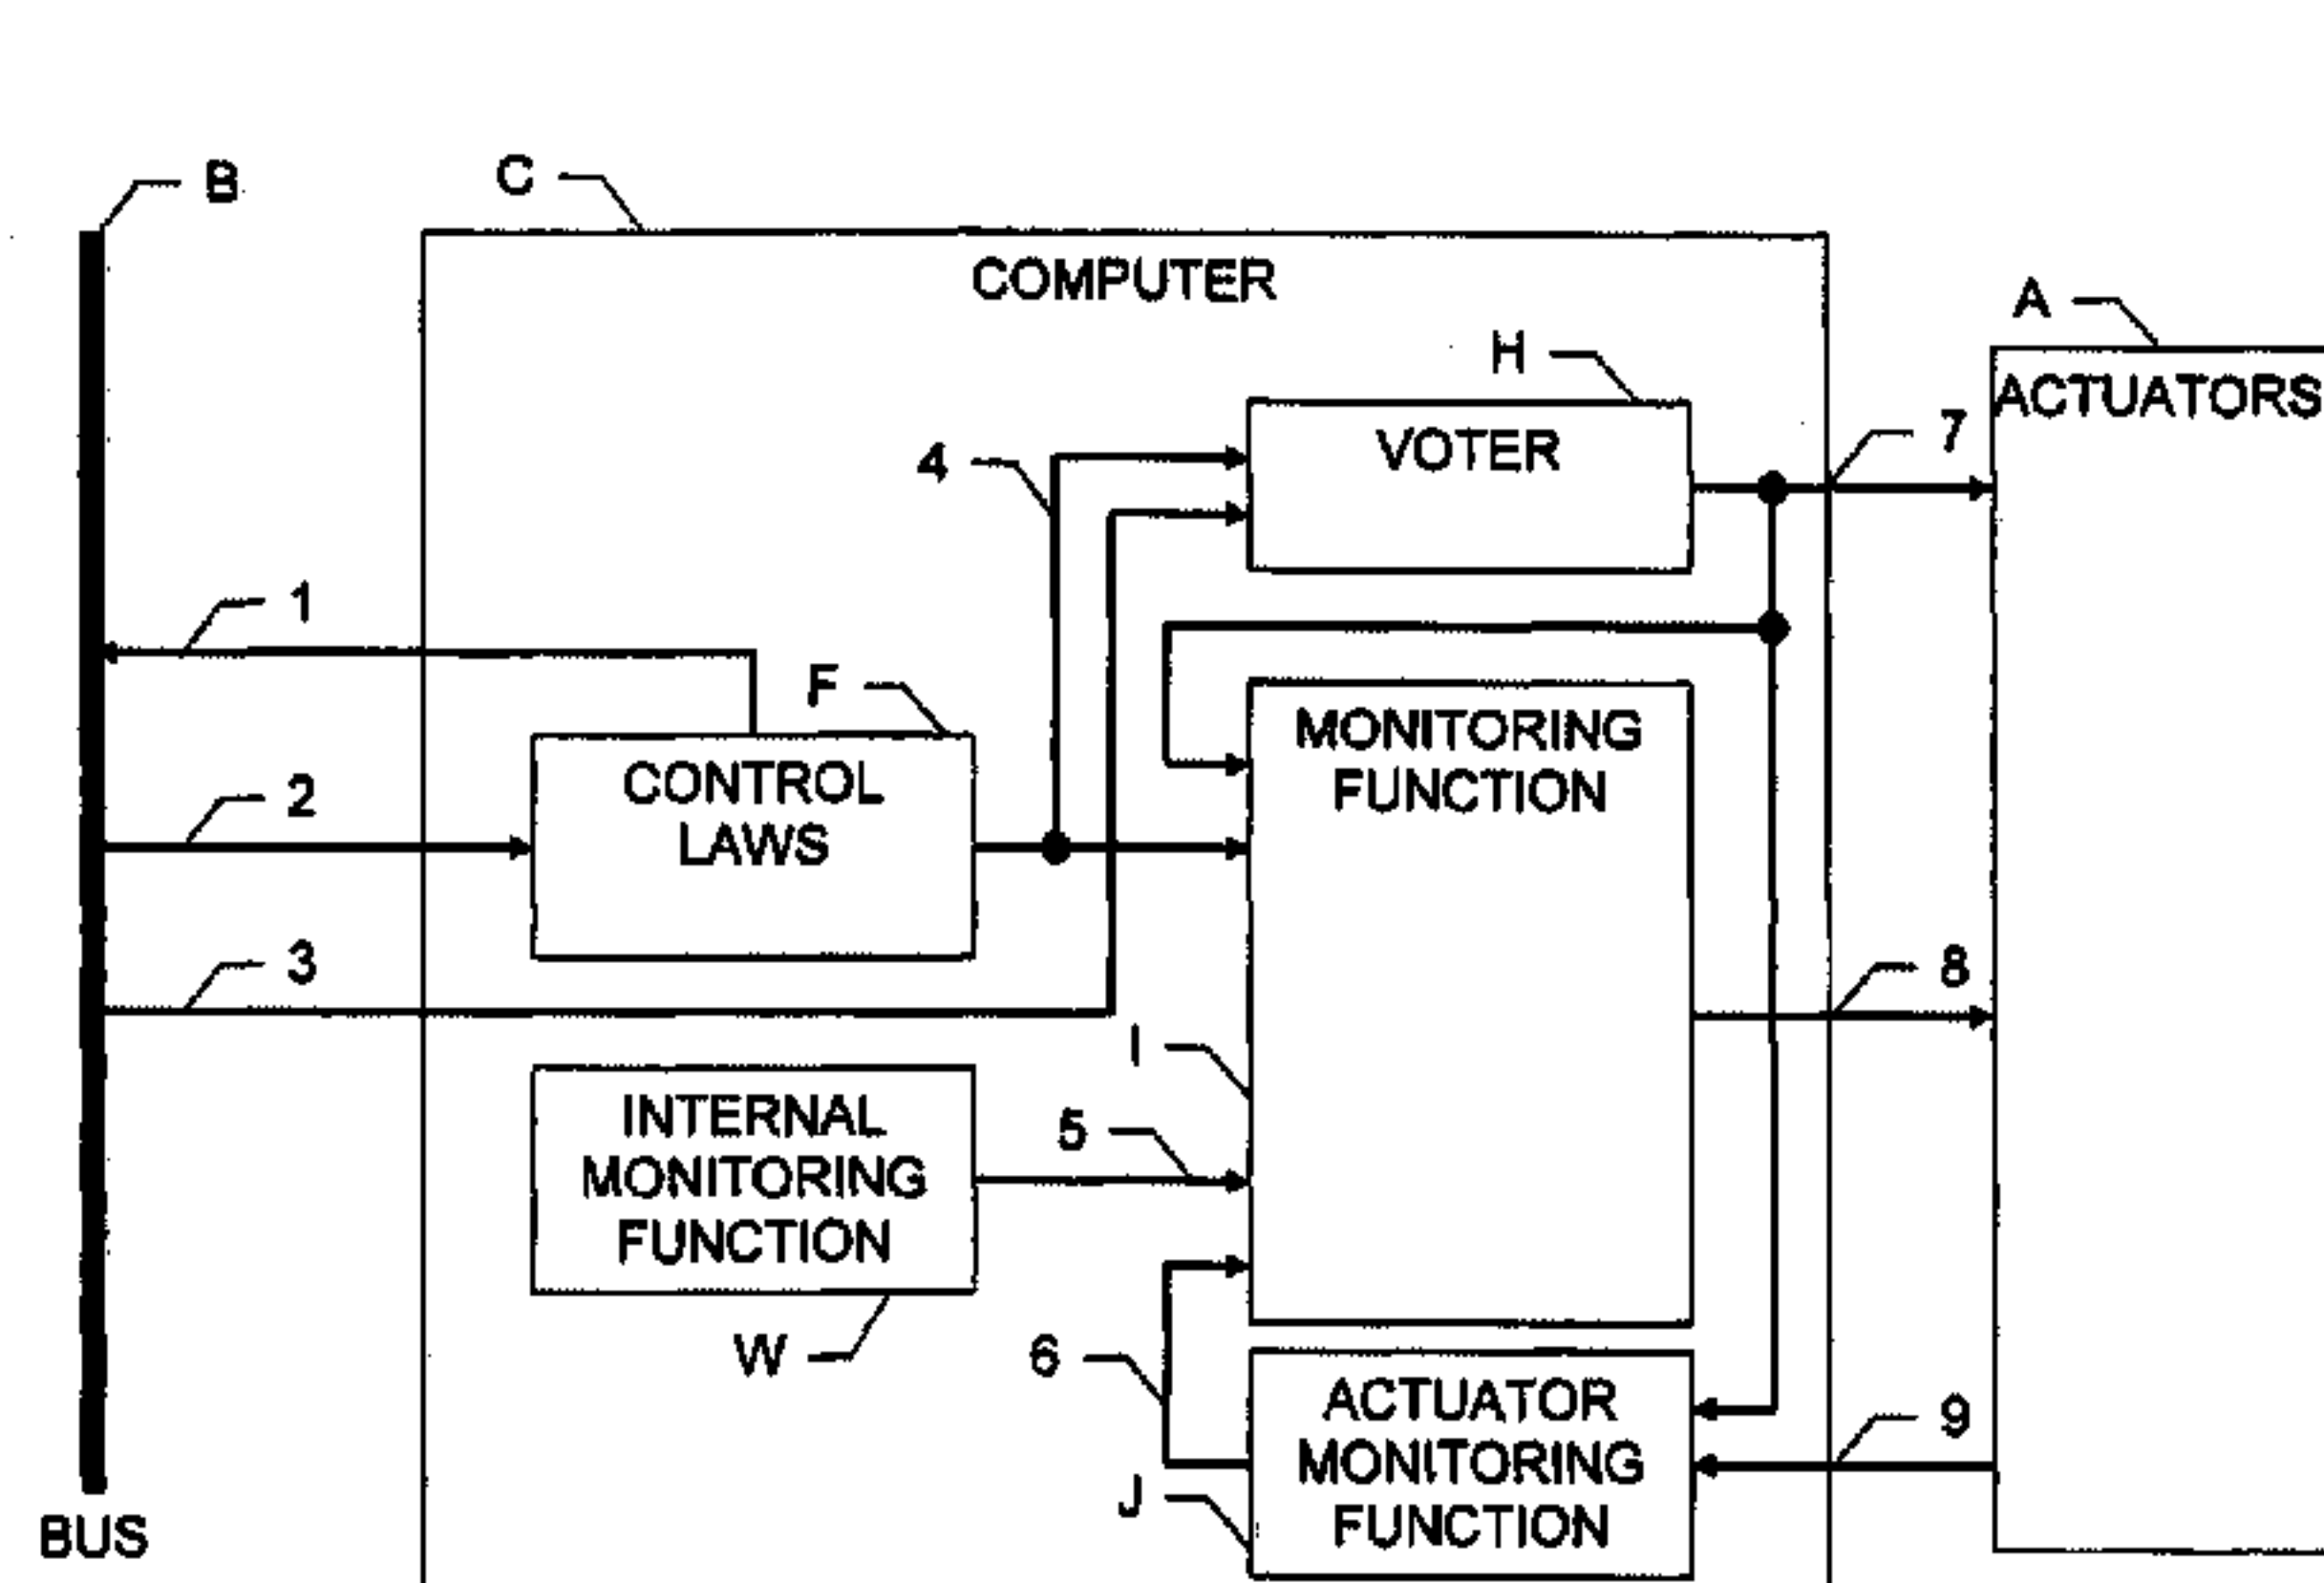 B
C
COMPUTER
A
ACTUATORS
H
VOTER
7
4
1
F
MONITORING
FUNCTION
CONTROL
LAWS
2
3
8
I
INTERNAL
MONITORING
FUNCTION
5
W
6
ACTUATOR
MONITORING
FUNCTION
9
J
BUS